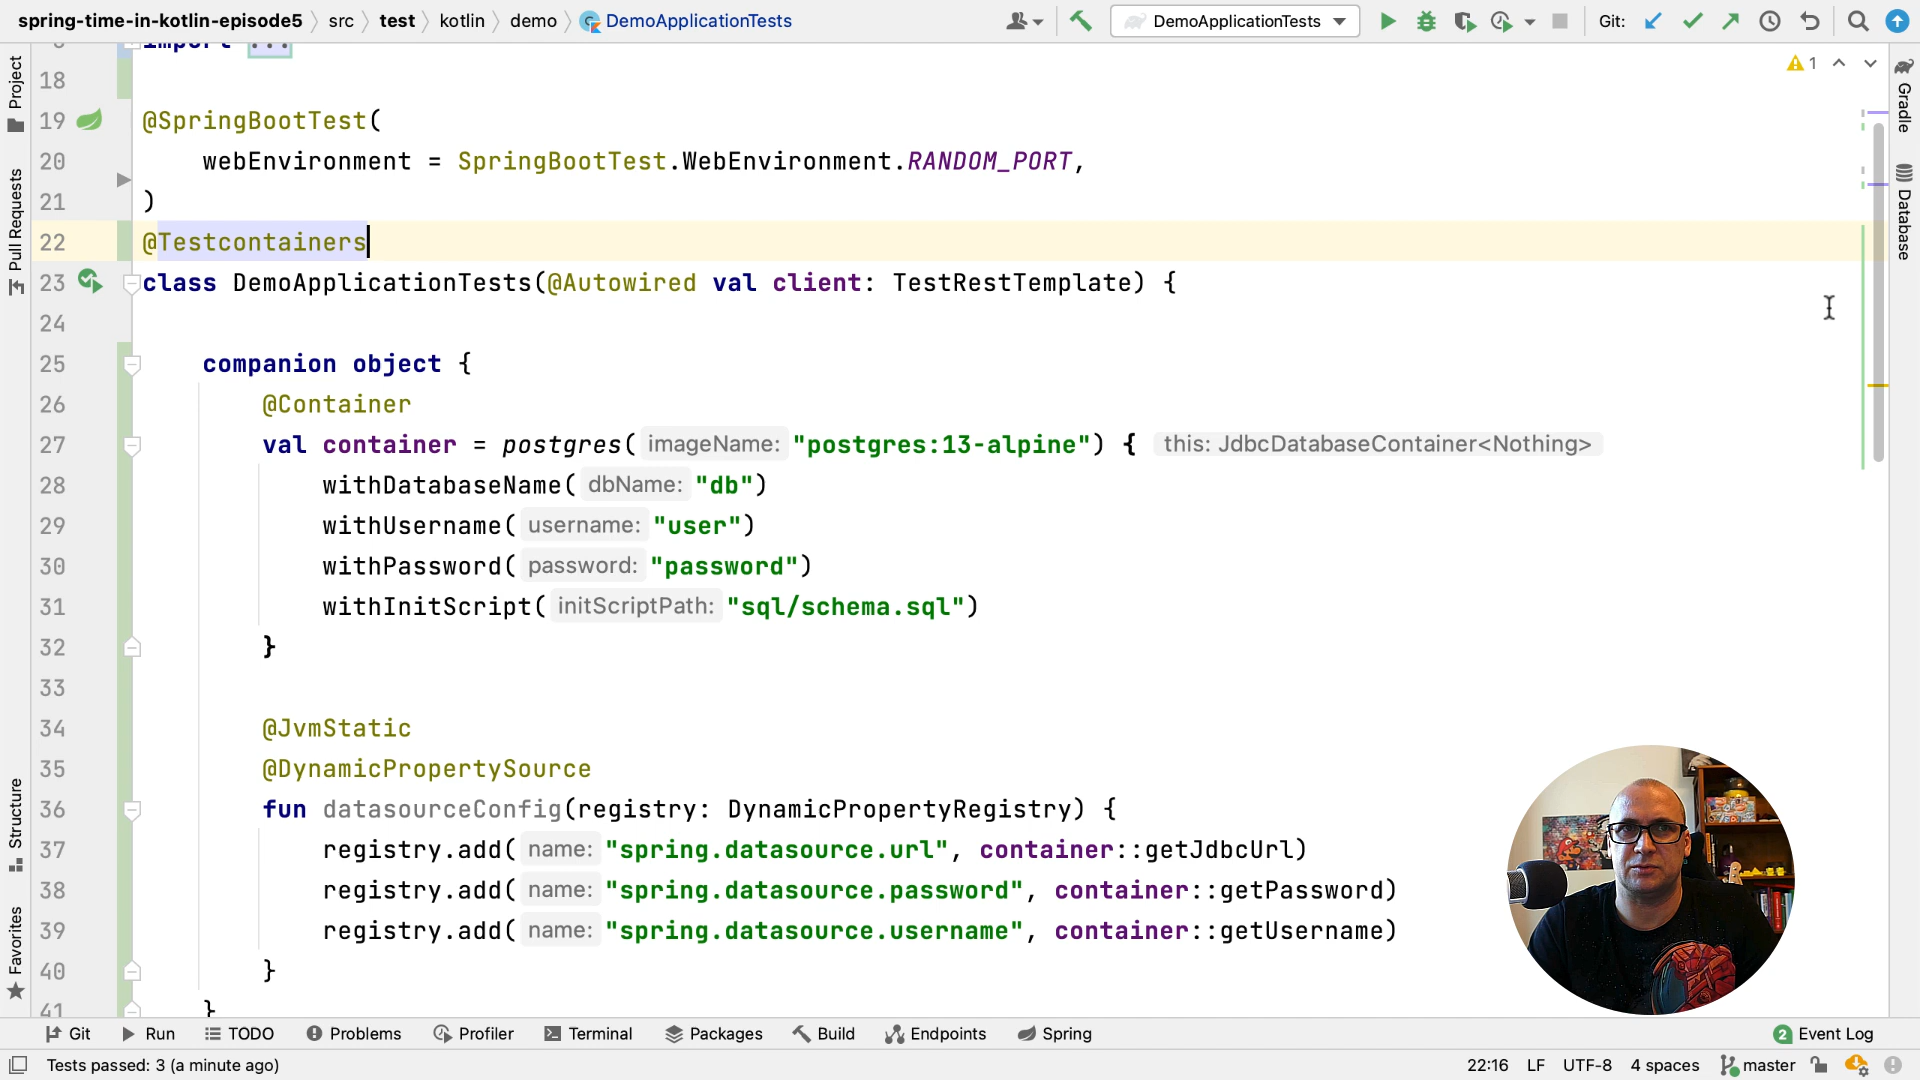 spring-time-in-kotlin-episode5 src test kotlin demo DemoApplicationTests DemoApplicationTests Git:
import ...
18
19 @SpringBootTest(
20 webEnvironment = SpringBootTest.WebEnvironment.RANDOM_PORT,
21 )
22 @Testcontainers
23 class DemoApplicationTests(@Autowired val client: TestRestTemplate) {
24
25 companion object {
26 @Container
27 val container = postgres( imageName: "postgres:13-alpine") { this: JdbcDatabaseContainer<Nothing>
28 withDatabaseName( dbName: "db")
29 withUsername( username: "user")
30 withPassword( password: "password")
31 withInitScript( initScriptPath: "sql/schema.sql")
32 }
33
34 @JvmStatic
35 @DynamicPropertySource
36 fun datasourceConfig(registry: DynamicPropertyRegistry) {
37 registry.add( name: "spring.datasource.url", container::getJdbcUrl)
38 registry.add( name: "spring.datasource.password", container::getPassword)
39 registry.add( name: "spring.datasource.username", container::getUsername)
40 }
41 }
1
Project
Pull Requests
Structure
Favorites
Gradle
Database
Git Run TODO Problems Profiler Terminal Packages Build Endpoints Spring 2 Event Log
Tests passed: 3 (a minute ago) 22:16 LF UTF-8 4 spaces master